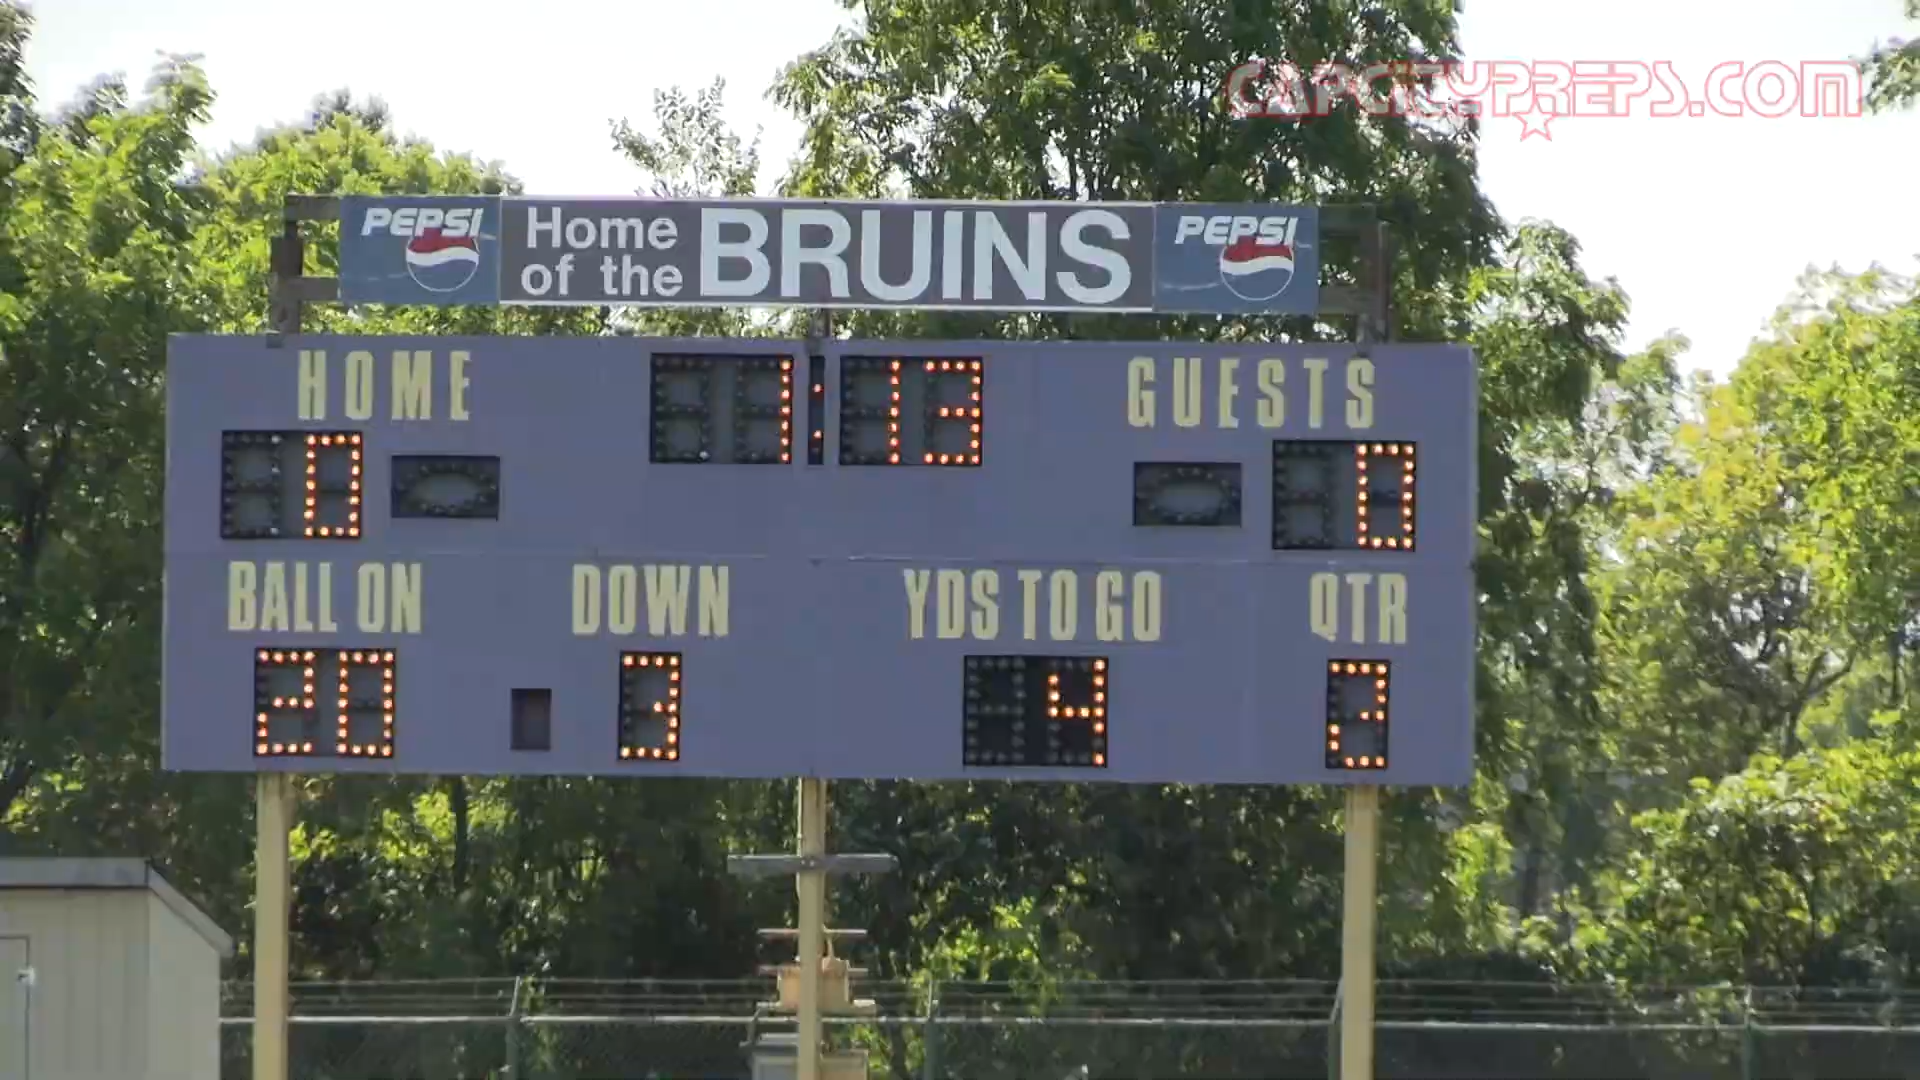 CAPCITYPREPS.COM
PEPSI Home of the BRUINS PEPSI
HOME 1:13 GUESTS
0 0
BALL ON DOWN YDS TO GO QTR
20 3 4 2